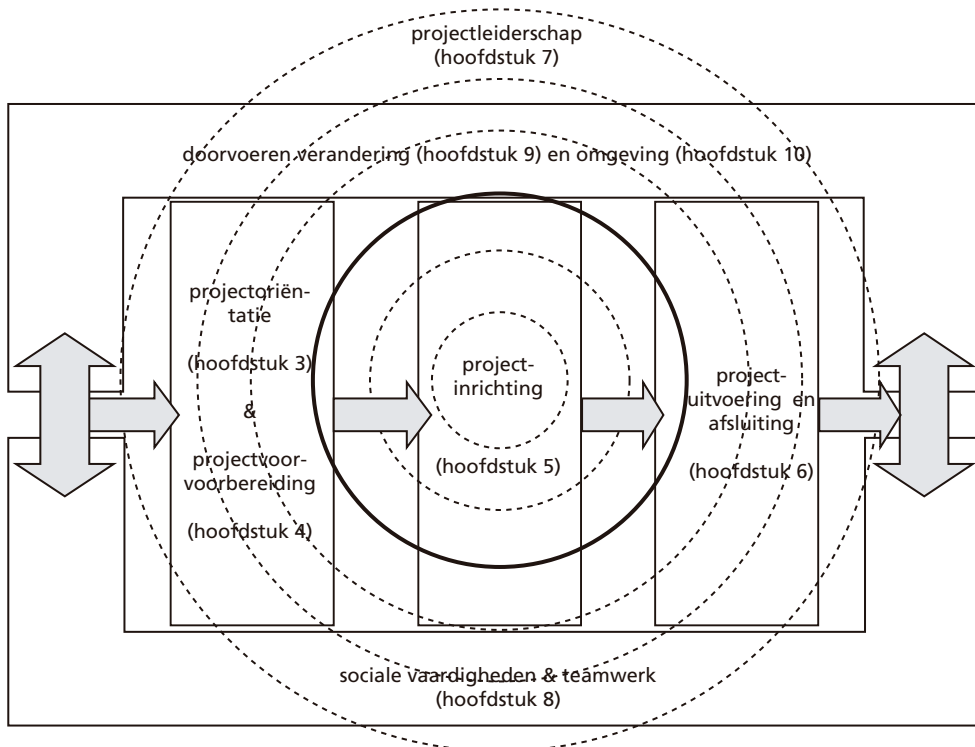 projectleiderschap
(hoofdstuk 7)
doorvoeren verandering (hoofdstuk 9) en omgeving (hoofdstuk 10)
projectoriën-
tatie
(hoofdstuk 3)
&
projectvoor-
voorbereiding
(hoofdstuk 4)
project-
inrichting
(hoofdstuk 5)
project-
uitvoering en
afsluiting
(hoofdstuk 6)
sociale vaardigheden & teamwerk
(hoofdstuk 8)